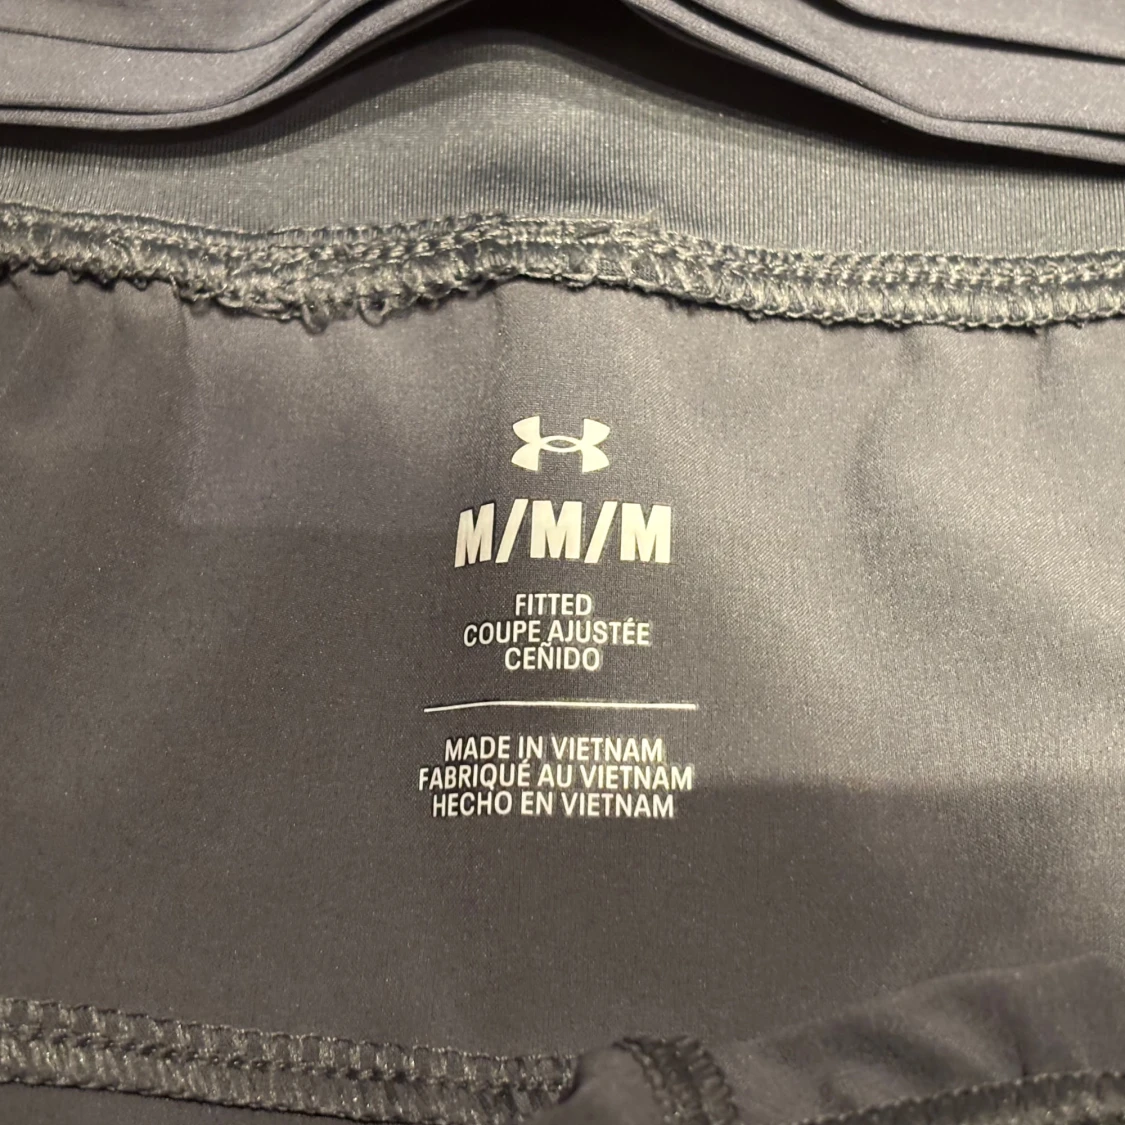 M/M/M
FITTED
COUPE AJUSTÉE
CEÑIDO
MADE IN VIETNAM
FABRIQUÉ AU VIETNAM
HECHO EN VIETNAM